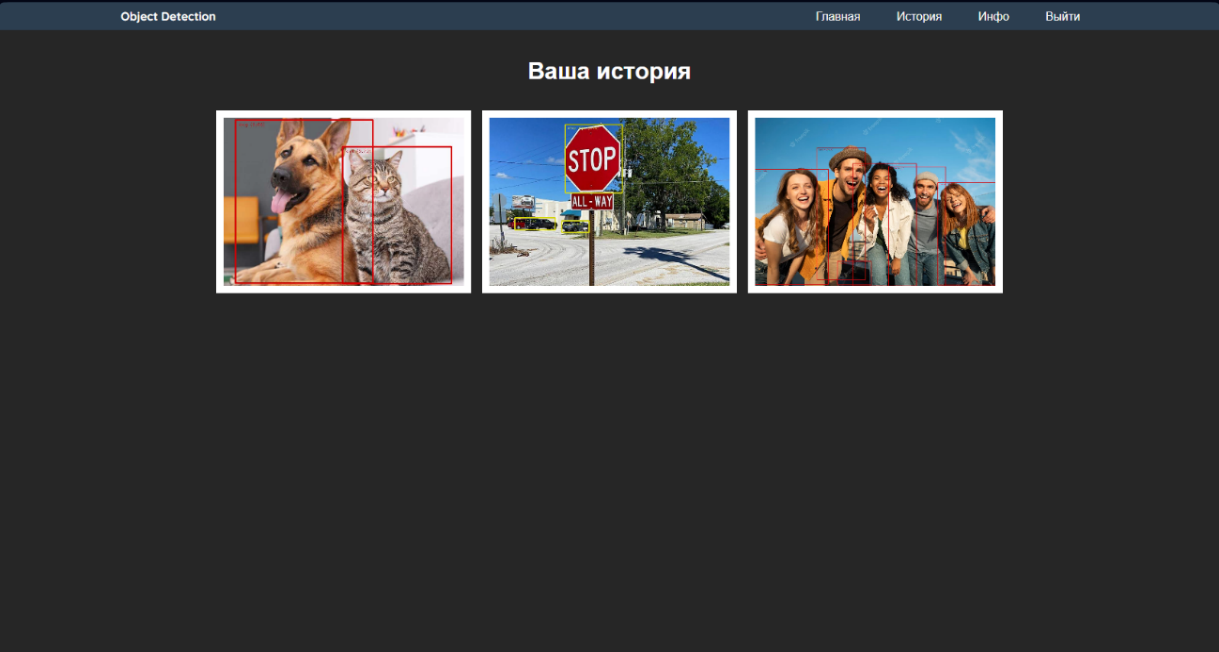 Object Detection
Главная
История
Инфо
Выйти
Ваша история
STOP
ALL-WAY